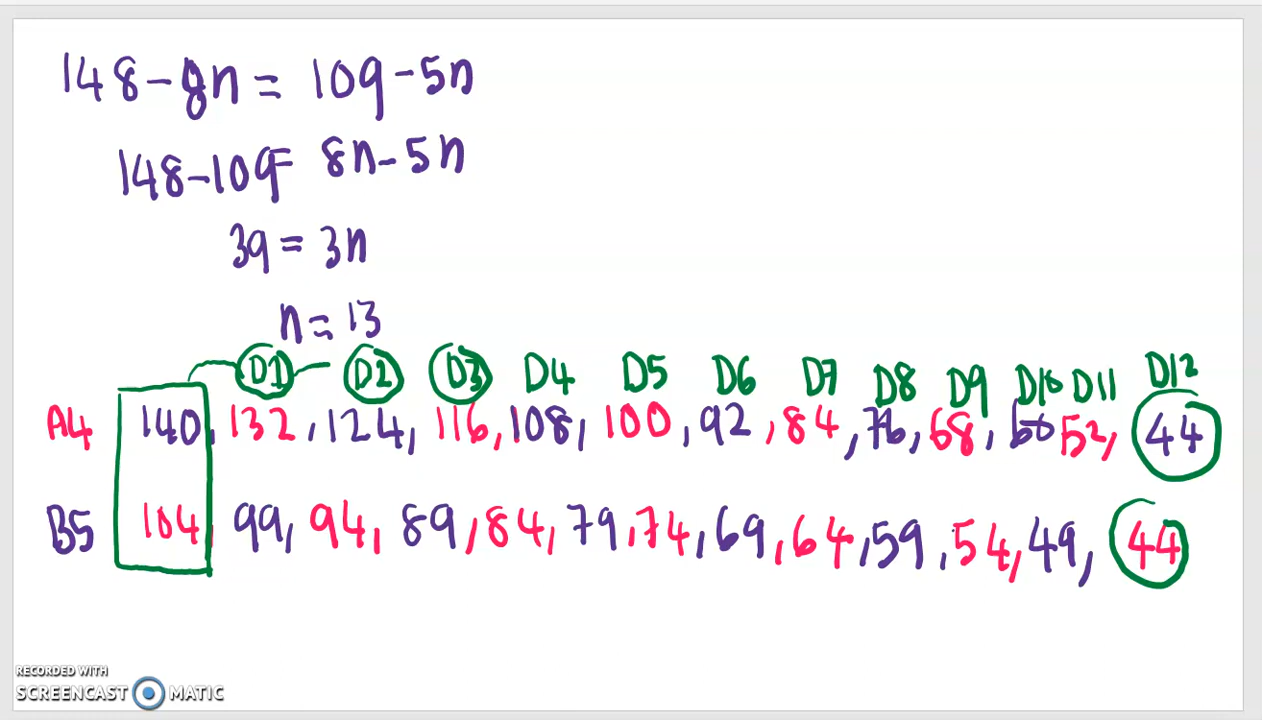 148-8n = 109-5n
148-109= 8n-5n
39 = 3n
n = 13
D1 D2 D3 D4 D5 D6 D7 D8 D9 D10 D11 D12
A4 140, 132, 124, 116, 108, 100, 92, 84, 76, 68, 60 52, 44
B5 104, 99, 94, 89, 84, 79, 74, 69, 64, 59, 54, 49, 44
RECORDED WITH
SCREENCAST MATIC